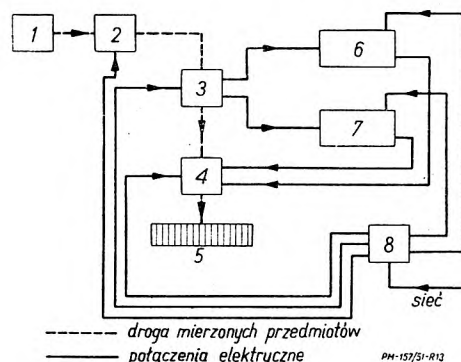 1
2
6
3
7
4
8
5
sieć
droga mierzonych przedmiotów
połączenia elektryczne
PM-157/51-R13